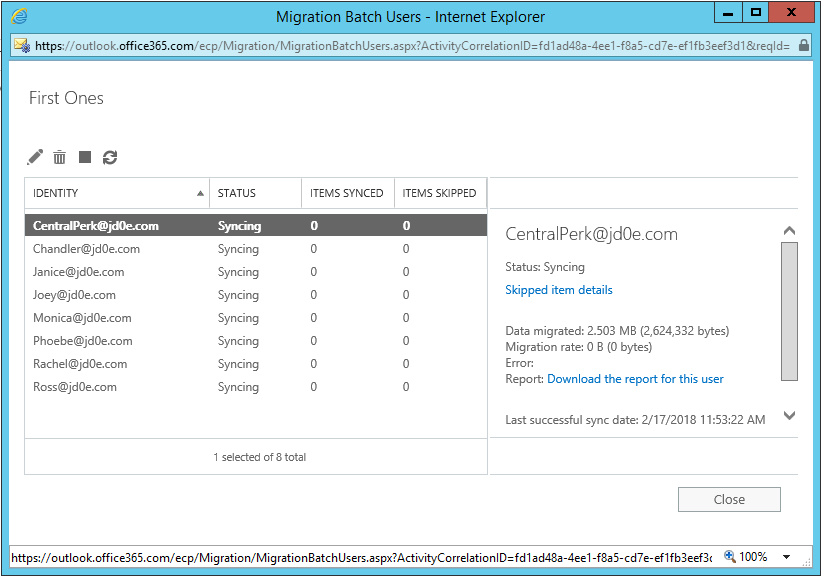 Migration Batch Users - Internet Explorer
https://outlook.office365.com/ecp/Migration/MigrationBatchUsers.aspx?ActivityCorrelationID=fd1ad48a-4ee1-f8a5-cd7e-ef1fb3eef3d1&reqId=
First Ones
IDENTITY STATUS ITEMS SYNCED ITEMS SKIPPED
CentralPerk@jd0e.com Syncing 0 0
Chandler@jd0e.com Syncing 0 0
Janice@jd0e.com Syncing 0 0
Joey@jd0e.com Syncing 0 0
Monica@jd0e.com Syncing 0 0
Phoebe@jd0e.com Syncing 0 0
Rachel@jd0e.com Syncing 0 0
Ross@jd0e.com Syncing 0 0
1 selected of 8 total
CentralPerk@jd0e.com
Status: Syncing
Skipped item details
Data migrated: 2.503 MB (2,624,332 bytes)
Migration rate: 0 B (0 bytes)
Error:
Report: Download the report for this user
Last successful sync date: 2/17/2018 11:53:22 AM
Close
https://outlook.office365.com/ecp/Migration/MigrationBatchUsers.aspx?ActivityCorrelationID=fd1ad48a-4ee1-f8a5-cd7e-ef1fb3eef3c
100%